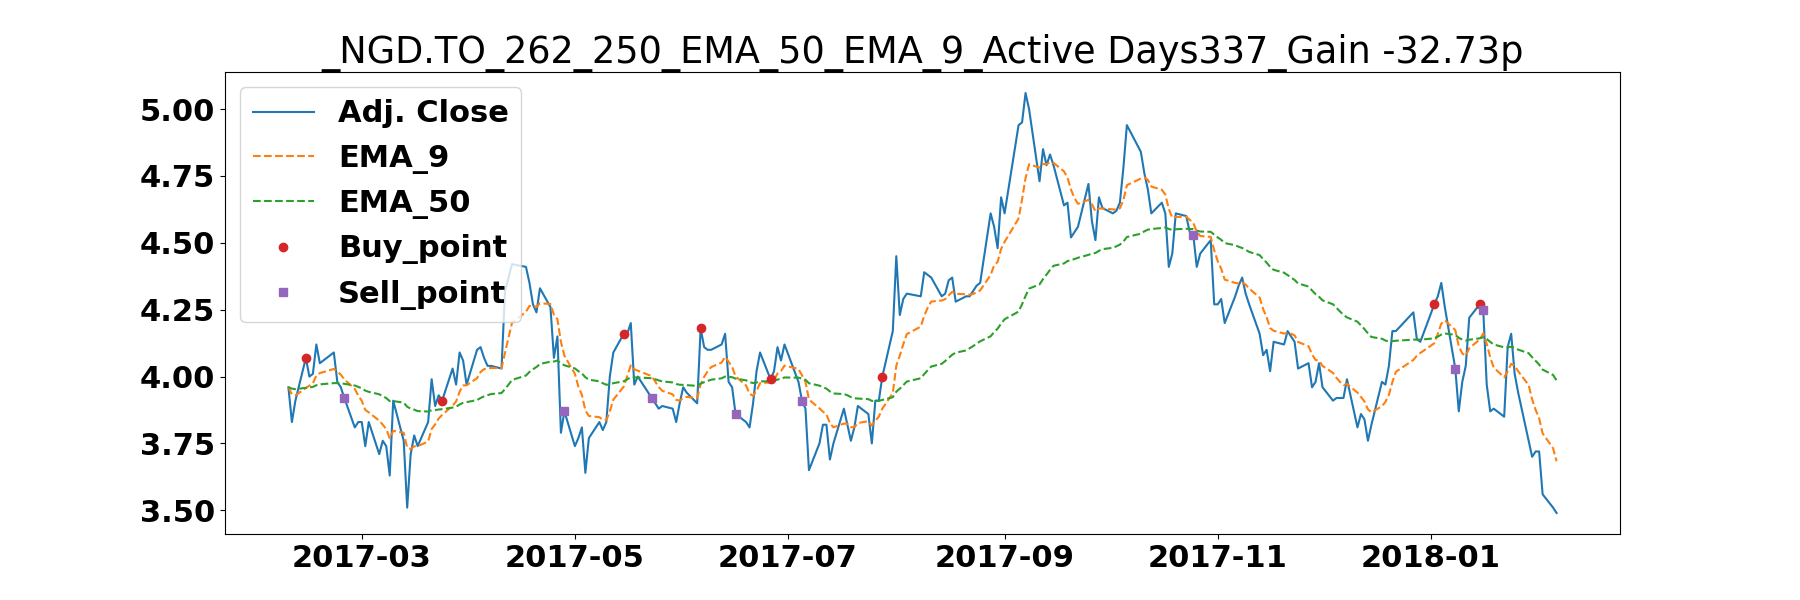 _NGD.TO_262_250_EMA_50_EMA_9_Active Days337_Gain -32.73p
Adj. Close
EMA_9
EMA_50
Buy_point
Sell_point
5.00
4.75
4.50
4.25
4.00
3.75
3.50
2017-03 2017-05 2017-07 2017-09 2017-11 2018-01